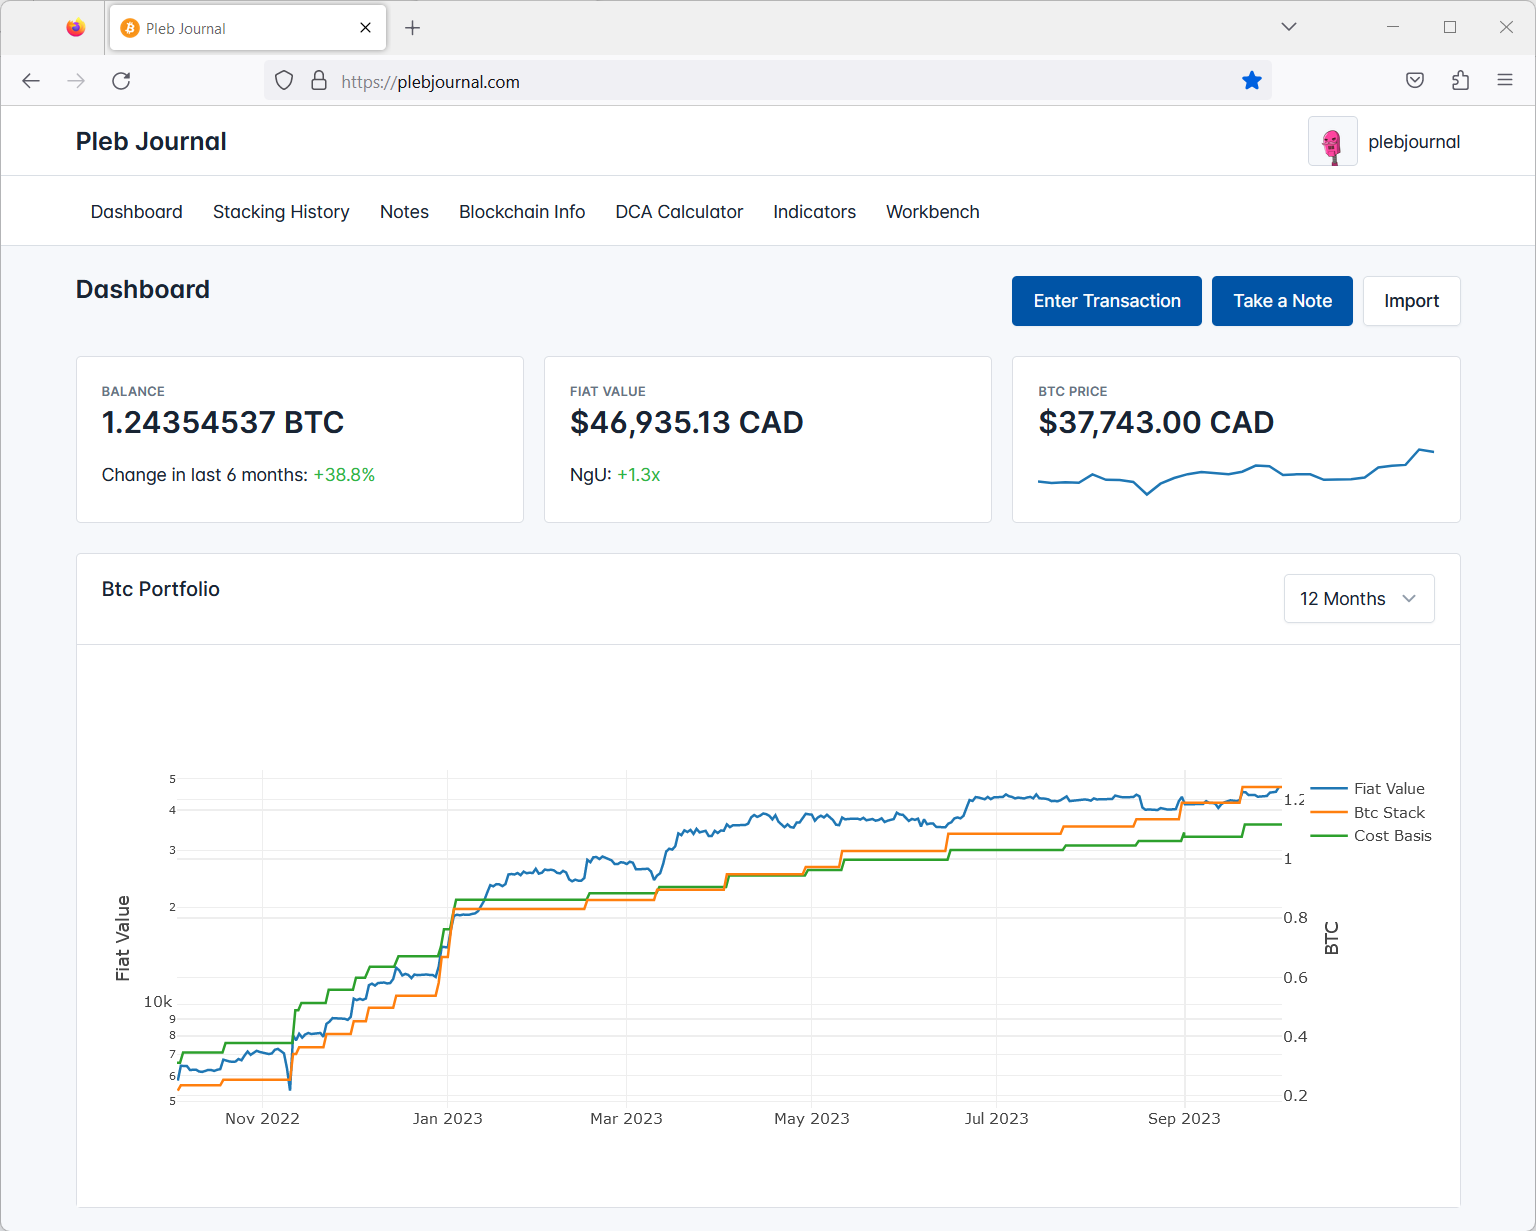 Pleb Journal
https://plebjournal.com
Pleb Journal
plebjournal
Dashboard Stacking History Notes Blockchain Info DCA Calculator Indicators Workbench
Dashboard
Enter Transaction Take a Note Import
BALANCE
1.24354537 BTC
Change in last 6 months: +38.8%
FIAT VALUE
$46,935.13 CAD
NgU: +1.3x
BTC PRICE
$37,743.00 CAD
Btc Portfolio
12 Months
5
4
3
2
10k
9
8
7
6
5
Fiat Value
Nov 2022 Jan 2023 Mar 2023 May 2023 Jul 2023 Sep 2023
1.2
1
0.8
0.6
0.4
0.2
BTC
Fiat Value
Btc Stack
Cost Basis